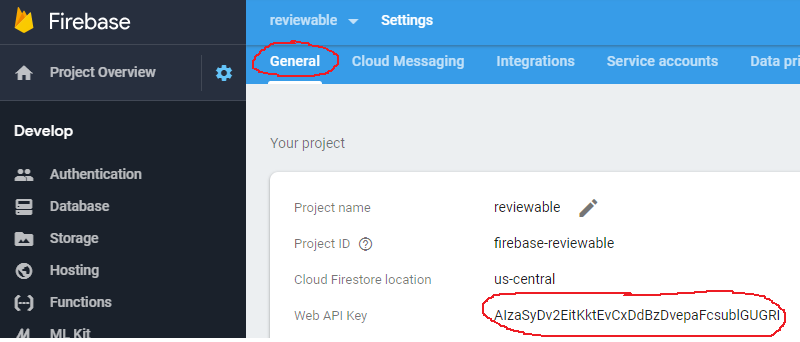 Firebase
reviewable Settings
Project Overview
General Cloud Messaging Integrations Service accounts Data pri
Develop
Authentication
Database
Storage
Hosting
Functions
ML Kit
Your project
Project name reviewable
Project ID firebase-reviewable
Cloud Firestore location us-central
Web API Key AIzaSyDv2EitKktEvCxDdBzDvepaFcsublGUGRI